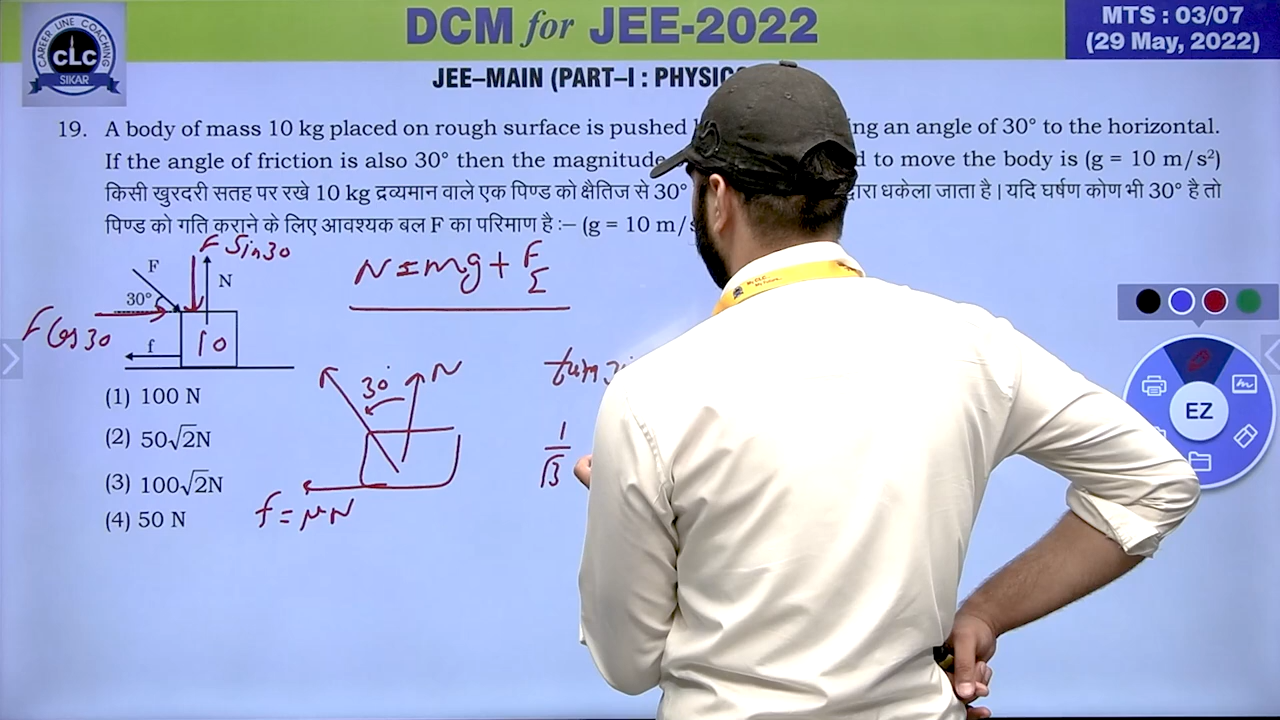 DCM for JEE-2022
MTS : 03/07
(29 May, 2022)
CAREER LINE COACHING
CLC
SIKAR
JEE–MAIN (PART–I : PHYSIC
19. A body of mass 10 kg placed on rough surface is pushed ng an angle of 30° to the horizontal.
If the angle of friction is also 30° then the magnitude d to move the body is (g = 10 m/s²)
किसी खुरदरी सतह पर रखे 10 kg द्रव्यमान वाले एक पिण्ड को क्षैतिज से 30° द्वारा धकेला जाता है। यदि घर्षण कोण भी 30° है तो
पिण्ड को गति कराने के लिए आवश्यक बल F का परिमाण है :– (g = 10 m/s
F Sin30
N = mg + F/2
F
N
30°
F Cos30
f
10
30°
N
(1) 100 N
(2) 50√2N
(3) 100√2N
(4) 50 N
1/√3
f = μN
EZ